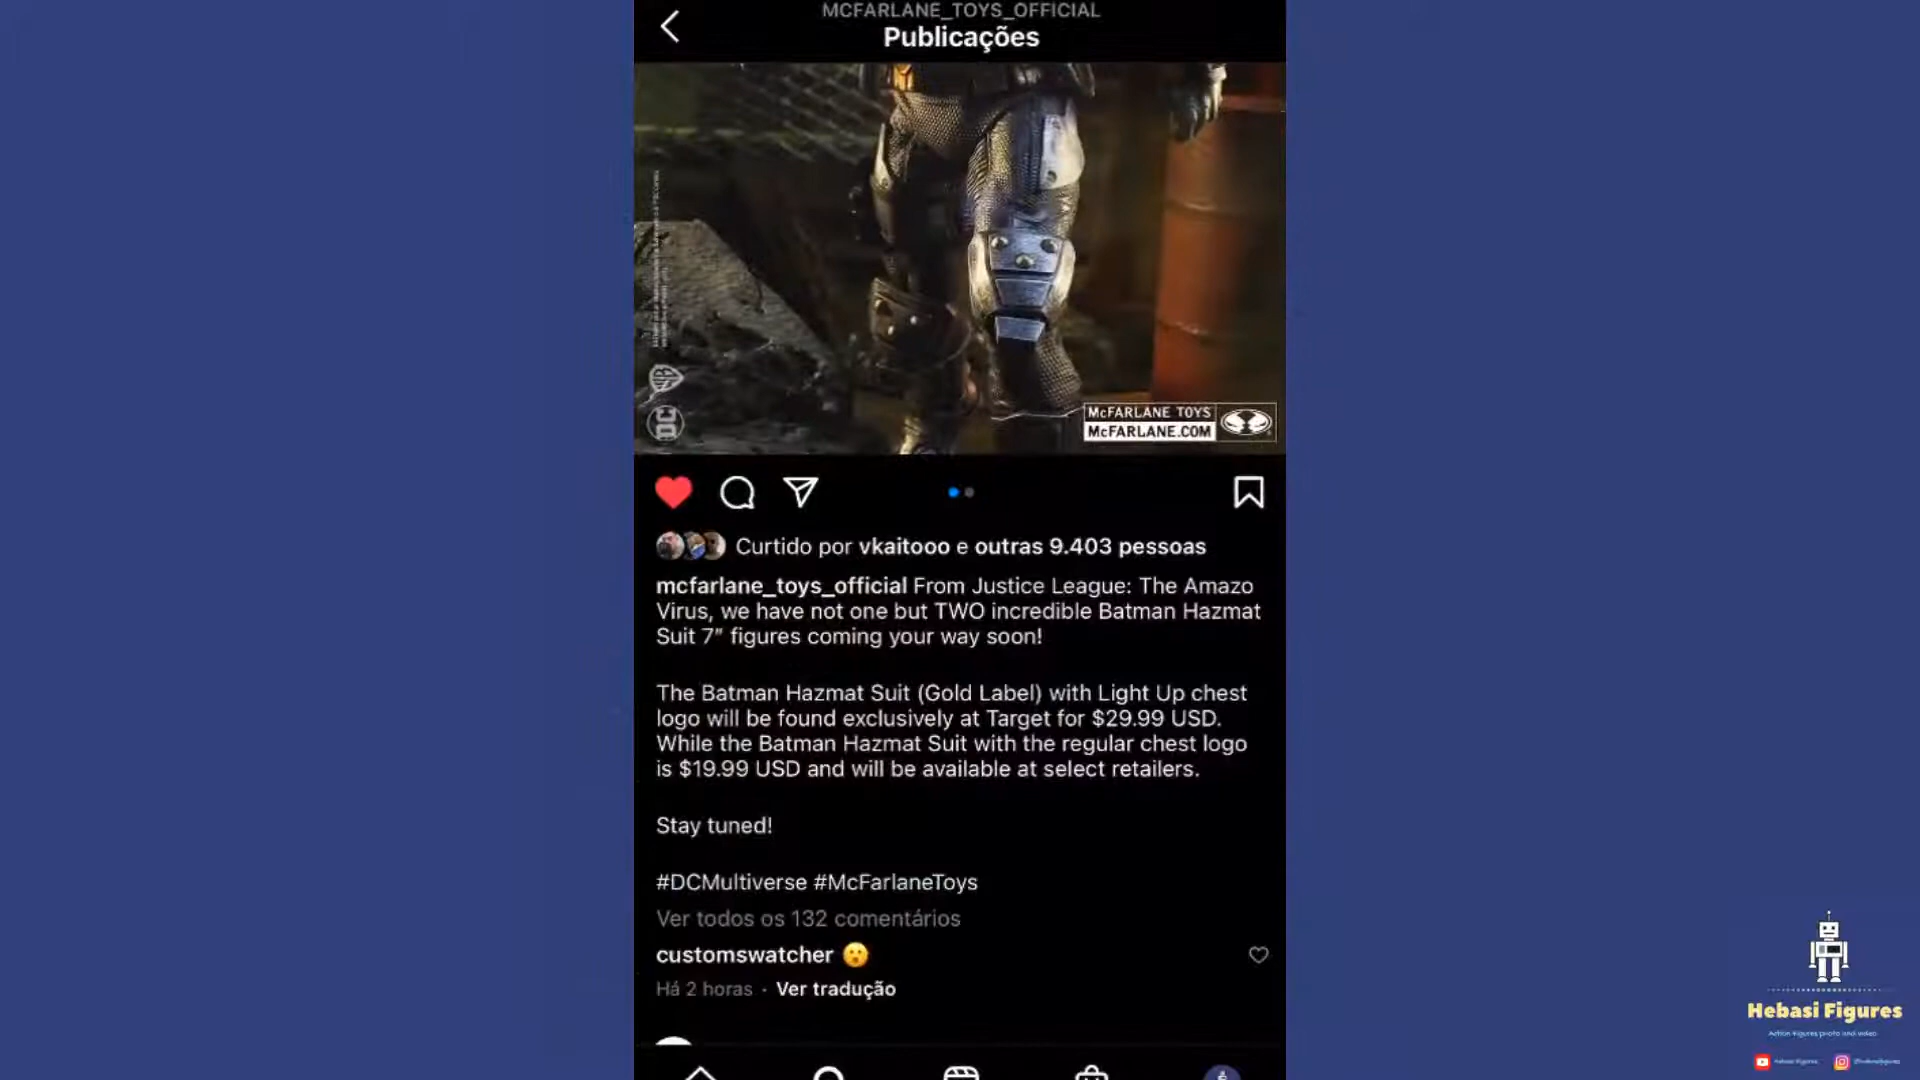 MCFARLANE_TOYS_OFFICIAL
Publicações
McFARLANE TOYS
McFARLANE.COM
DC
Curtido por vkaitooo e outras 9.403 pessoas
mcfarlane_toys_official From Justice League: The Amazo
Virus, we have not one but TWO incredible Batman Hazmat
Suit 7” figures coming your way soon!
The Batman Hazmat Suit (Gold Label) with Light Up chest
logo will be found exclusively at Target for $29.99 USD.
While the Batman Hazmat Suit with the regular chest logo
is $19.99 USD and will be available at select retailers.
Stay tuned!
#DCMultiverse #McFarlaneToys
Ver todos os 132 comentários
customswatcher 😮
Há 2 horas · Ver tradução
Hebasi Figures
Action figures photo and video